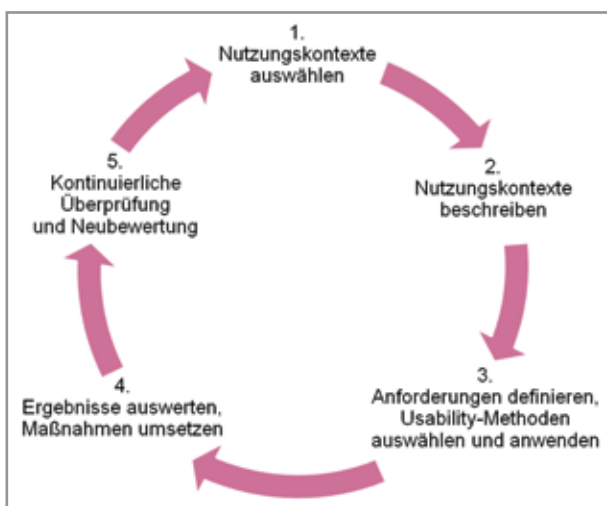 1.
Nutzungskontexte
auswählen
2.
Nutzungskontexte
beschreiben
3.
Anforderungen definieren,
Usability-Methoden
auswählen und anwenden
4.
Ergebnisse auswerten,
Maßnahmen umsetzen
5.
Kontinuierliche
Überprüfung
und Neubewertung